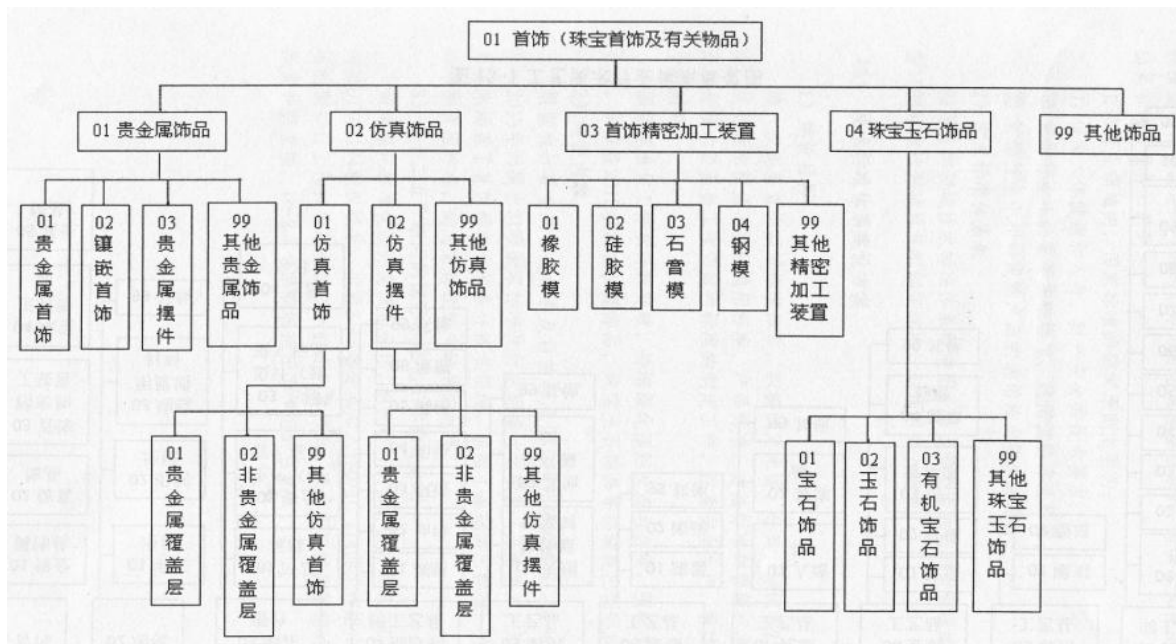 01 首饰（珠宝首饰及有关物品）
01 贵金属饰品
02 仿真饰品
03 首饰精密加工装置
04 珠宝玉石饰品
99 其他饰品
01 贵金属首饰
02 镶嵌首饰
03 贵金属摆件
99 其他贵金属饰品
01 仿真首饰
02 仿真摆件
99 其他仿真饰品
01 橡胶模
02 硅胶模
03 石膏模
04 钢模
99 其他精密加工装置
01 贵金属覆盖层
02 非贵金属覆盖层
99 其他仿真首饰
01 贵金属覆盖层
02 非贵金属覆盖层
99 其他仿真摆件
01 宝石饰品
02 玉石饰品
03 有机宝石饰品
99 其他珠宝玉石饰品